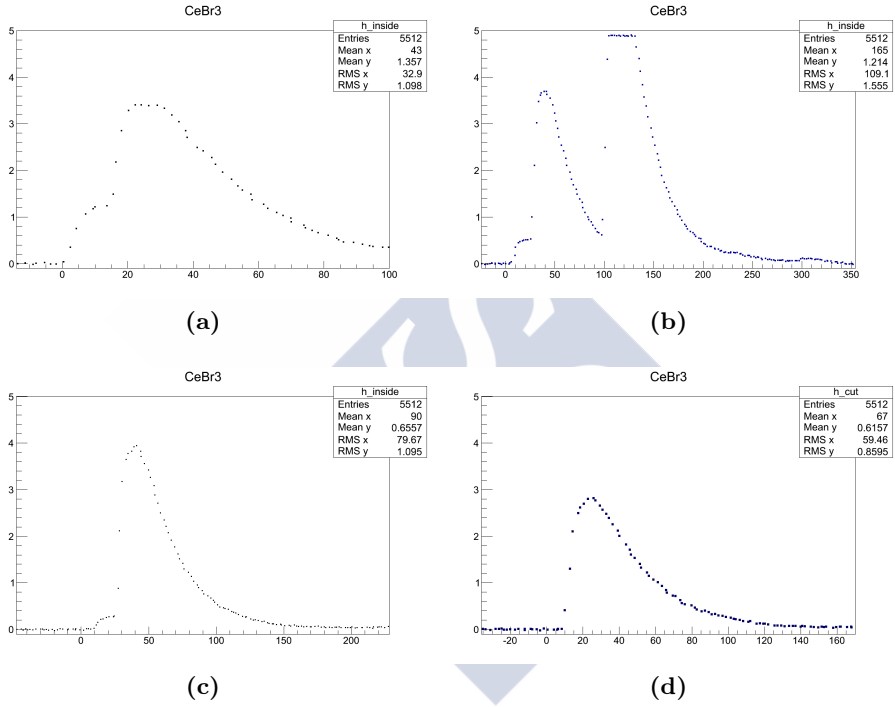 CeBr3
h_inside
Entries 5512
Mean x 43
Mean y 1.357
RMS x 32.9
RMS y 1.098
5
4
3
2
1
0
0 20 40 60 80 100
(a)
CeBr3
h_inside
Entries 5512
Mean x 165
Mean y 1.214
RMS x 109.1
RMS y 1.555
5
4
3
2
1
0
0 50 100 150 200 250 300 350
(b)
CeBr3
h_inside
Entries 5512
Mean x 90
Mean y 0.6557
RMS x 79.67
RMS y 1.095
5
4
3
2
1
0
0 50 100 150 200
(c)
CeBr3
h_cut
Entries 5512
Mean x 67
Mean y 0.6157
RMS x 59.46
RMS y 0.8595
5
4
3
2
1
0
-20 0 20 40 60 80 100 120 140 160
(d)